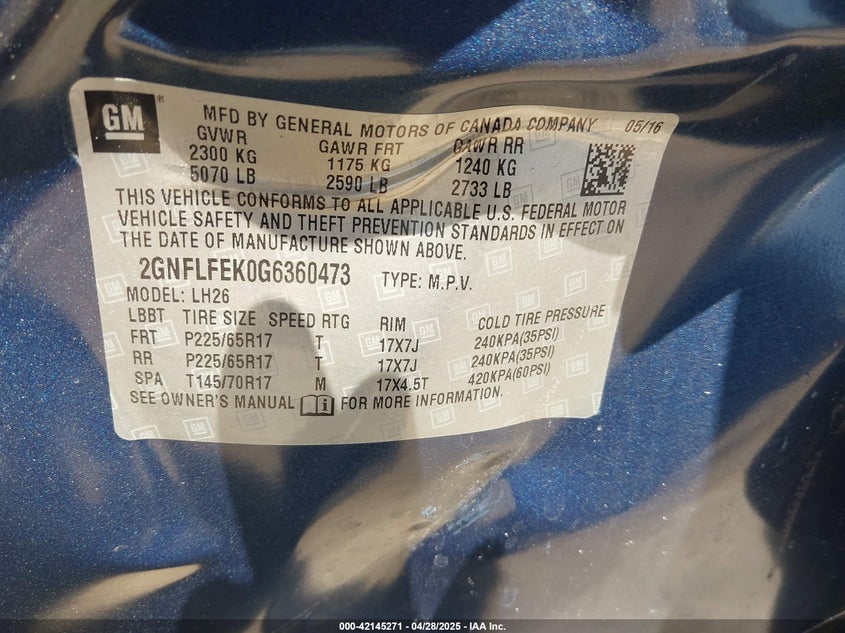 GM®
MFD BY GENERAL MOTORS OF CANADA COMPANY 05/16
GVWR GAWR FRT GAWR RR
2300 KG 1175 KG 1240 KG
5070 LB 2590 LB 2733 LB
THIS VEHICLE CONFORMS TO ALL APPLICABLE U.S. FEDERAL MOTOR
VEHICLE SAFETY AND THEFT PREVENTION STANDARDS IN EFFECT ON
THE DATE OF MANUFACTURE SHOWN ABOVE.
2GNFLFEK0G6360473 TYPE: M.P.V.
MODEL: LH26
LBBT TIRE SIZE SPEED RTG RIM COLD TIRE PRESSURE
FRT P225/65R17 T 17X7J 240KPA(35PSI)
RR P225/65R17 T 17X7J 240KPA(35PSI)
SPA T145/70R17 M 17X4.5T 420KPA(60PSI)
SEE OWNER'S MANUAL i FOR MORE INFORMATION.
000-42145271 | 04/28/2025 | IAA Inc.